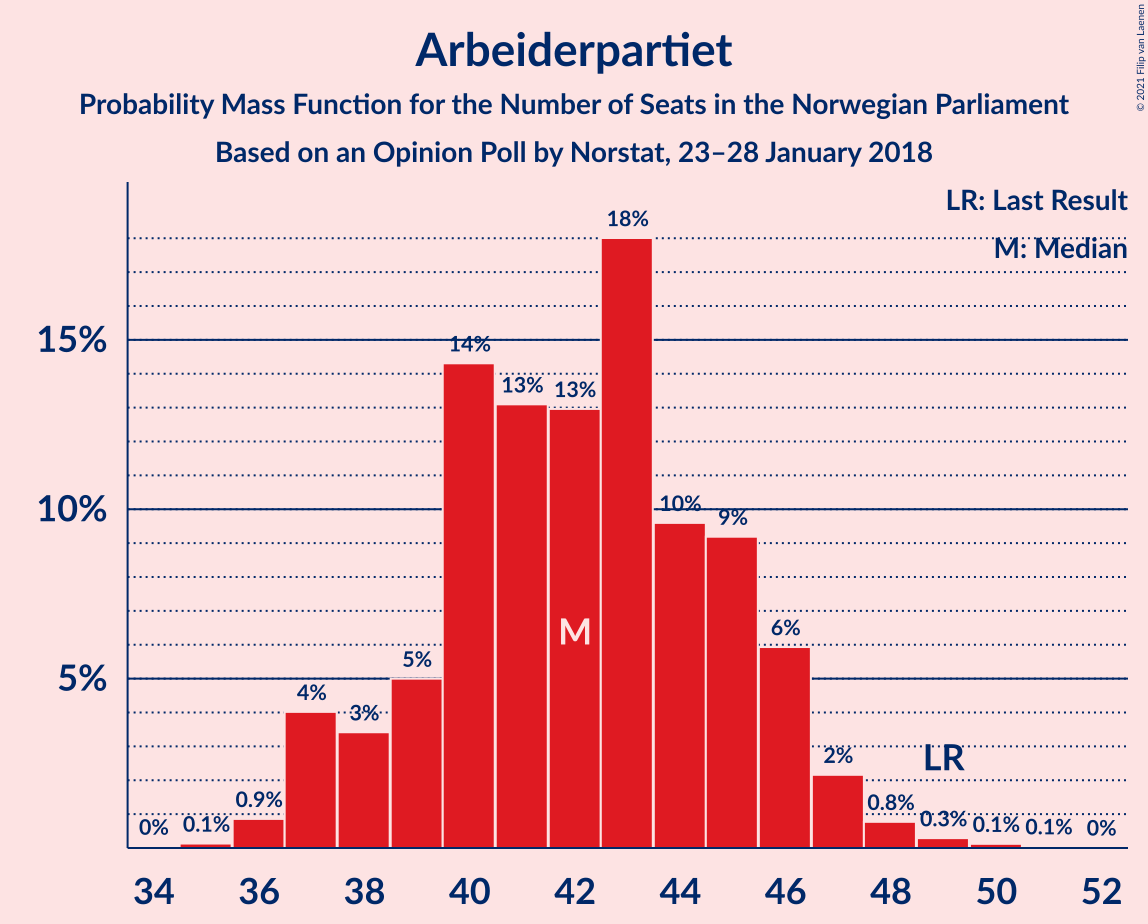 Arbeiderpartiet
Probability Mass Function for the Number of Seats in the Norwegian Parliament
Based on an Opinion Poll by Norstat, 23–28 January 2018
© 2021 Filip van Laenen
LR: Last Result
M: Median
15%
10%
5%
0%
0.1%
0.9%
4%
3%
5%
14%
13%
13%
18%
10%
9%
6%
2%
0.8%
0.3%
0.1%
0.1%
0%
M
LR
34 36 38 40 42 44 46 48 50 52